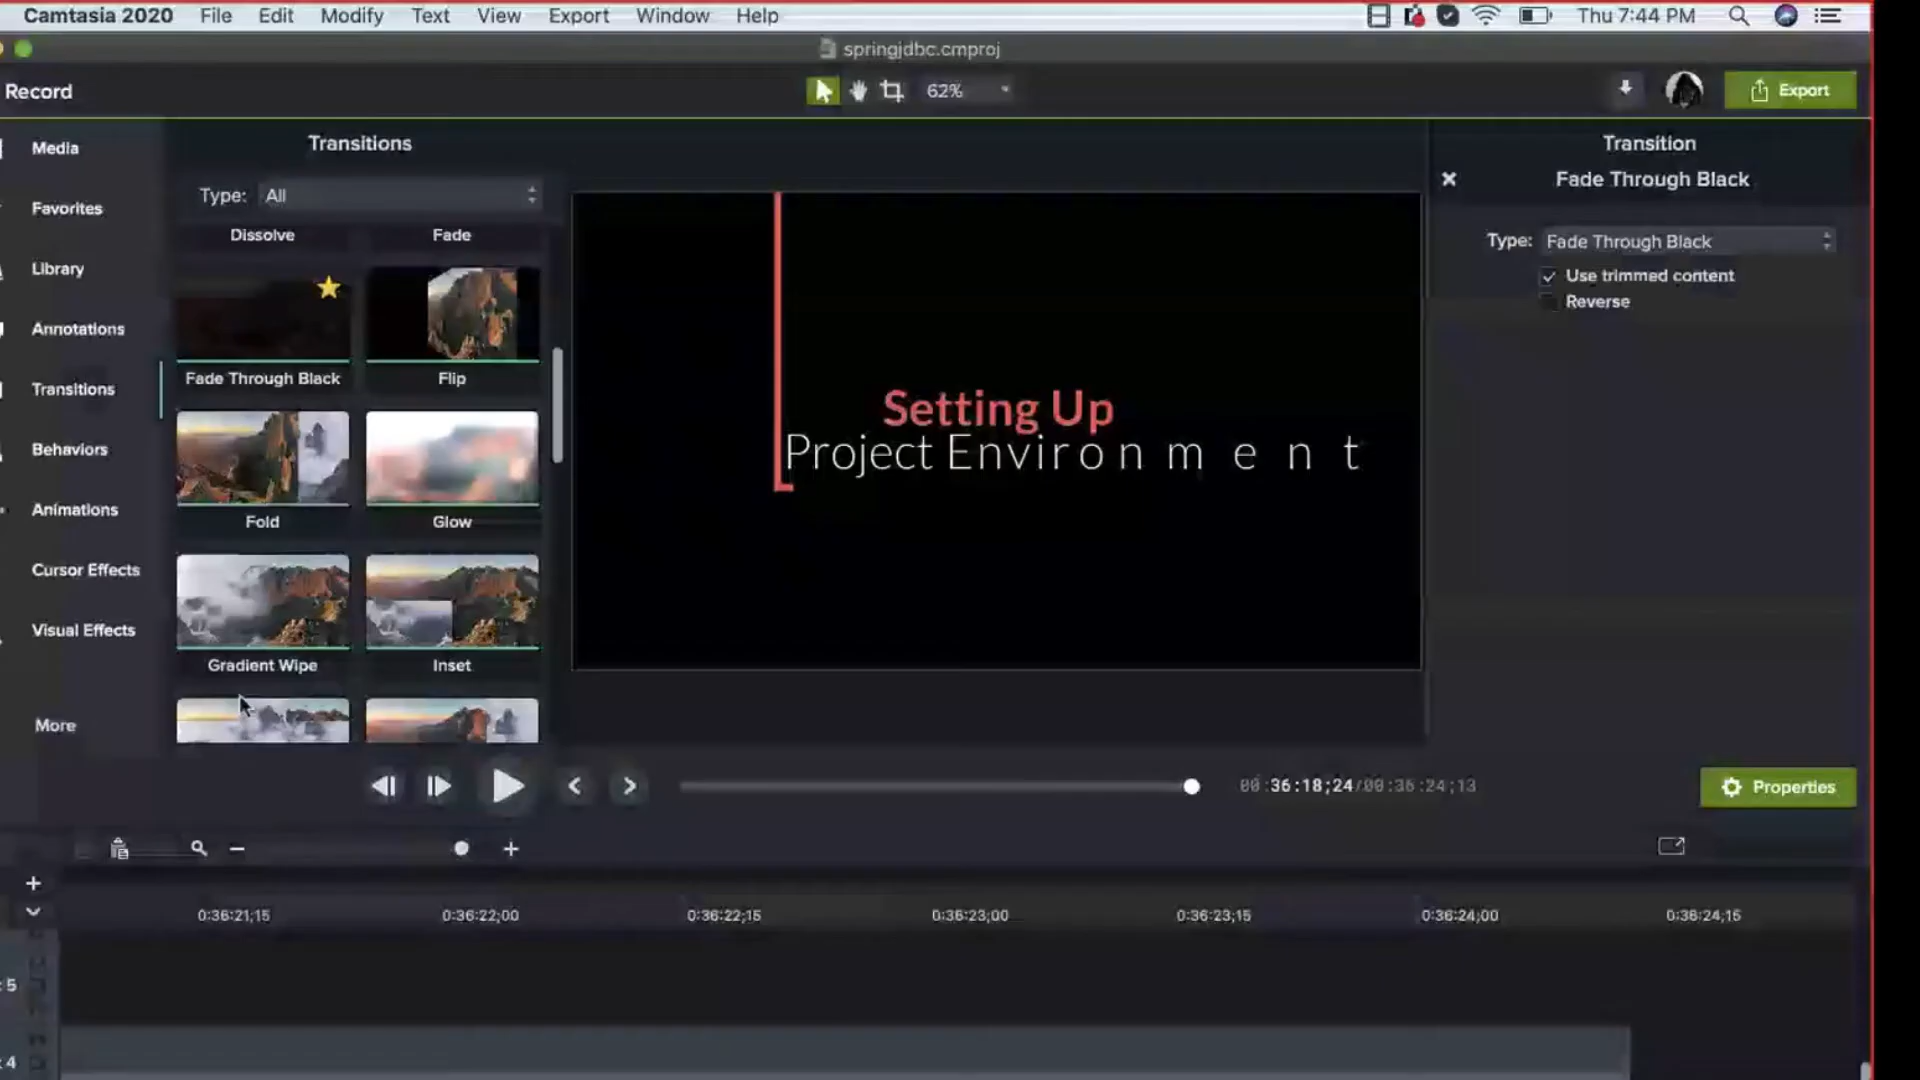 Camtasia 2020 File Edit Modify Text View Export Window Help Thu 7:44 PM
springjdbc.cmproj
Record 62% Export
Media
Favorites
Library
Annotations
Transitions
Behaviors
Animations
Cursor Effects
Visual Effects
More
Transitions
Type: All
Dissolve Fade
Fade Through Black Flip
Fold Glow
Gradient Wipe Inset
Setting Up
Project Environment
Transition
Fade Through Black
Type: Fade Through Black
Use trimmed content
Reverse
00:36:18;24/00:36:24;13
Properties
0:36:21;15 0:36:22;00 0:36:22;15 0:36:23;00 0:36:23;15 0:36:24;00 0:36:24;15
5
4